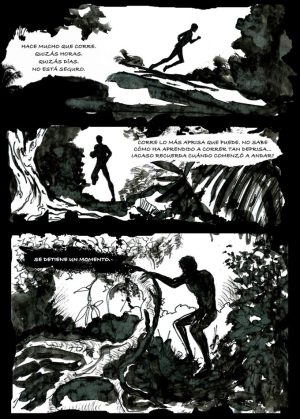 HACE MUCHO QUE CORRE.
QUIZÁS HORAS.
QUIZÁS DÍAS.
NO ESTÁ SEGURO.
CORRE LO MÁS APRISA QUE PUEDE. NO SABE
CÓMO HA APRENDIDO A CORRER TAN DEPRISA...
¿ACASO RECUERDA CUÁNDO COMENZÓ A ANDAR?
SE DETIENE UN MOMENTO.